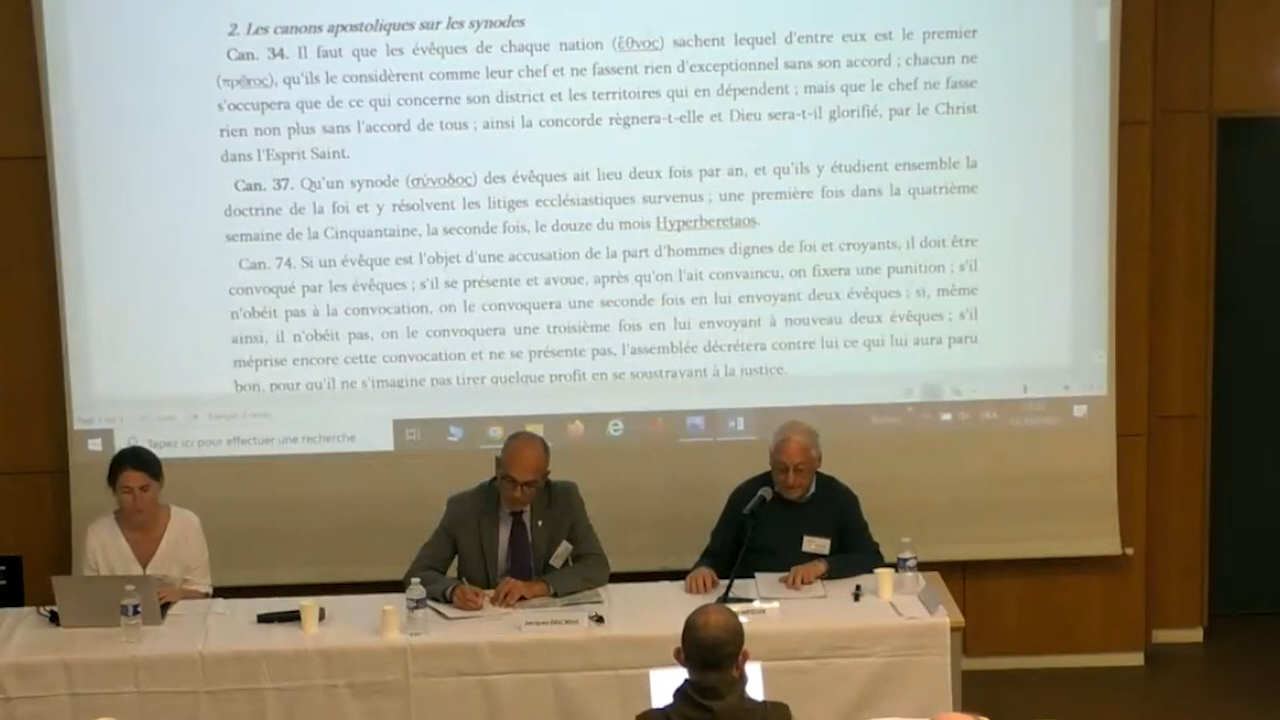 2. Les canons apostoliques sur les synodes
Can. 34. Il faut que les évêques de chaque nation (ἔθνος) sachent lequel d'entre eux est le premier
(πρῶτος), qu'ils le considèrent comme leur chef et ne fassent rien d'exceptionnel sans son accord ; chacun ne
s'occupera que de ce qui concerne son district et les territoires qui en dépendent ; mais que le chef ne fasse
rien non plus sans l'accord de tous ; ainsi la concorde règnera-t-elle et Dieu sera-t-il glorifié, par le Christ
dans l'Esprit Saint.
Can. 37. Qu'un synode (σύνοδος) des évêques ait lieu deux fois par an, et qu'ils y étudient ensemble la
doctrine de la foi et y résolvent les litiges ecclésiastiques survenus ; une première fois dans la quatrième
semaine de la Cinquantaine, la seconde fois, le douze du mois Hyperberetaos.
Can. 74. Si un évêque est l'objet d'une accusation de la part d'hommes dignes de foi et croyants, il doit être
convoqué par les évêques ; s'il se présente et avoue, après qu'on l'ait convaincu, on fixera une punition ; s'il
n'obéit pas à la convocation, on le convoquera une seconde fois en lui envoyant deux évêques ; si, même
ainsi, il n'obéit pas, on le convoquera une troisième fois en lui envoyant à nouveau deux évêques ; s'il
méprise encore cette convocation et ne se présente pas, l'assemblée décrétera contre lui ce qui lui aura paru
bon, pour qu'il ne s'imagine pas tirer quelque profit en se soustrayant à la justice.
Tapez ici pour effectuer une recherche